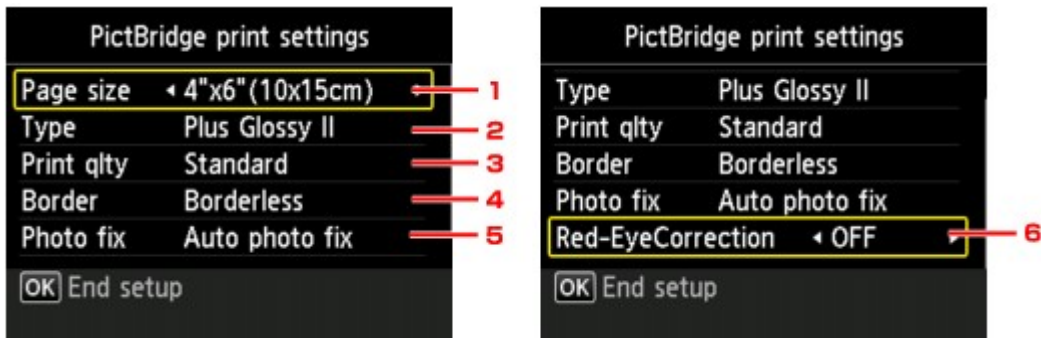 PictBridge print settings
Page size 4"x6"(10x15cm) 1
Type Plus Glossy II 2
Print qlty Standard 3
Border Borderless 4
Photo fix Auto photo fix 5
OK End setup
PictBridge print settings
Type Plus Glossy II
Print qlty Standard
Border Borderless
Photo fix Auto photo fix
Red-EyeCorrection OFF 6
OK End setup